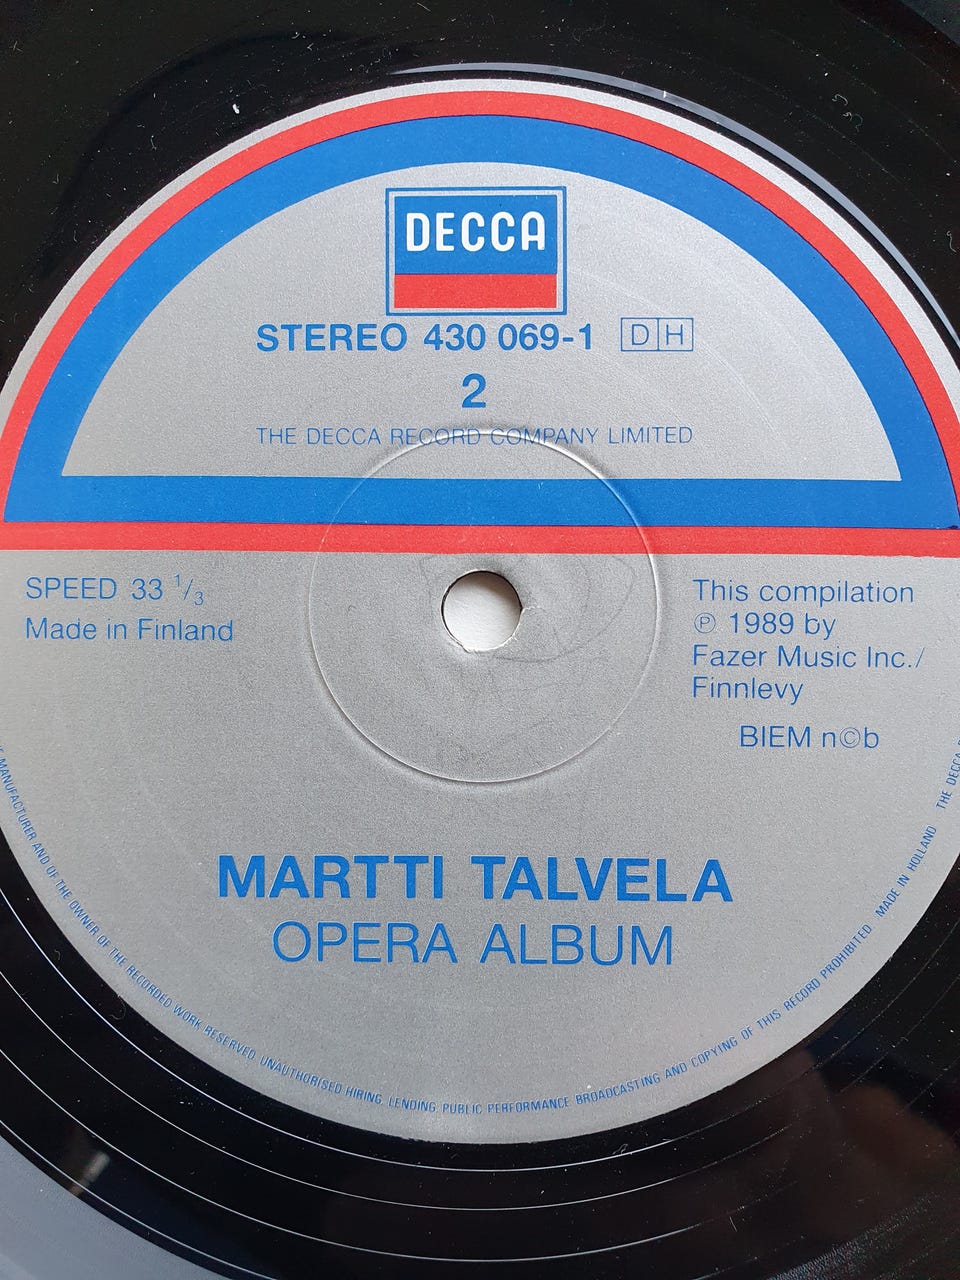 DECCA
STEREO 430 069-1 DH
2
THE DECCA RECORD COMPANY LIMITED
SPEED 33 1/3
Made in Finland
This compilation
℗ 1989 by
Fazer Music Inc./
Finnlevy
BIEM n©b
MARTTI TALVELA
OPERA ALBUM
MANUFACTURER AND OF THE OWNER OF THE RECORDED WORK RESERVED. UNAUTHORISED HIRING, LENDING, PUBLIC PERFORMANCE BROADCASTING AND COPYING OF THIS RECORD PROHIBITED MADE IN HOLLAND THE DECCA